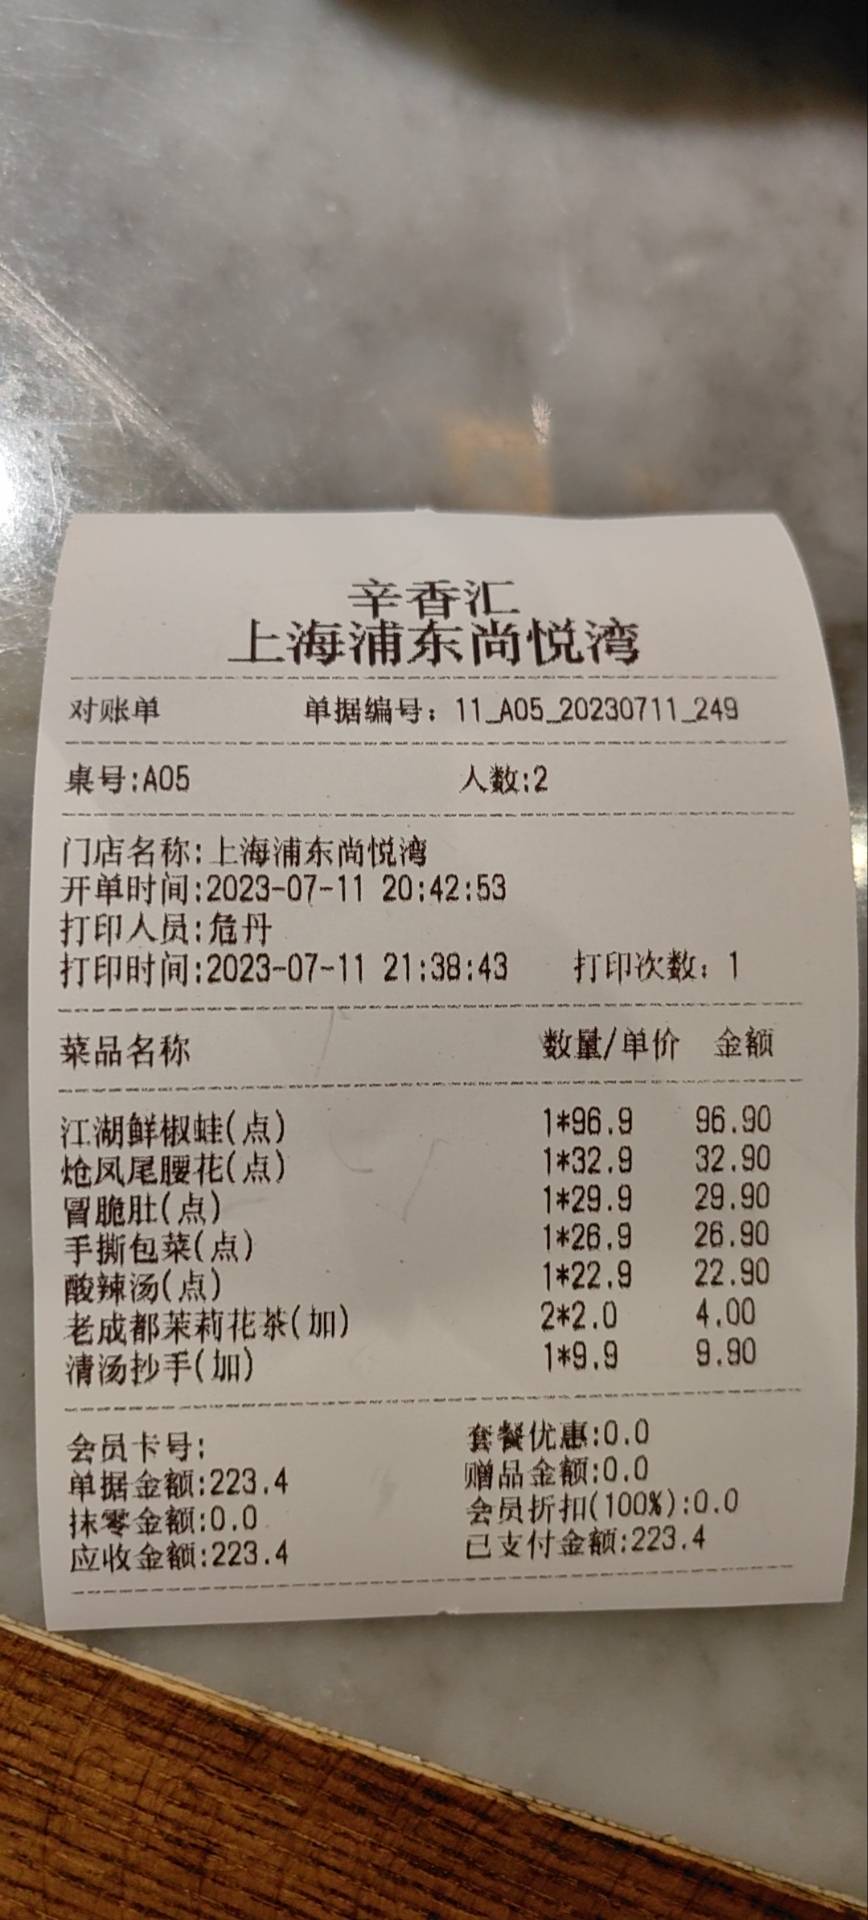 辛香汇
上海浦东尚悦湾
对账单 单据编号：11_A05_20230711_249
桌号:A05 人数:2
门店名称:上海浦东尚悦湾
开单时间:2023-07-11 20:42:53
打印人员:危丹
打印时间:2023-07-11 21:38:43 打印次数：1
菜品名称 数量/单价 金额
江湖鲜椒蛙(点) 1*96.9 96.90
炝凤尾腰花(点) 1*32.9 32.90
冒脆肚(点) 1*29.9 29.90
手撕包菜(点) 1*26.9 26.90
酸辣汤(点) 1*22.9 22.90
老成都茉莉花茶(加) 2*2.0 4.00
清汤抄手(加) 1*9.9 9.90
会员卡号: 套餐优惠:0.0
单据金额:223.4 赠品金额:0.0
抹零金额:0.0 会员折扣(100%):0.0
应收金额:223.4 已支付金额:223.4